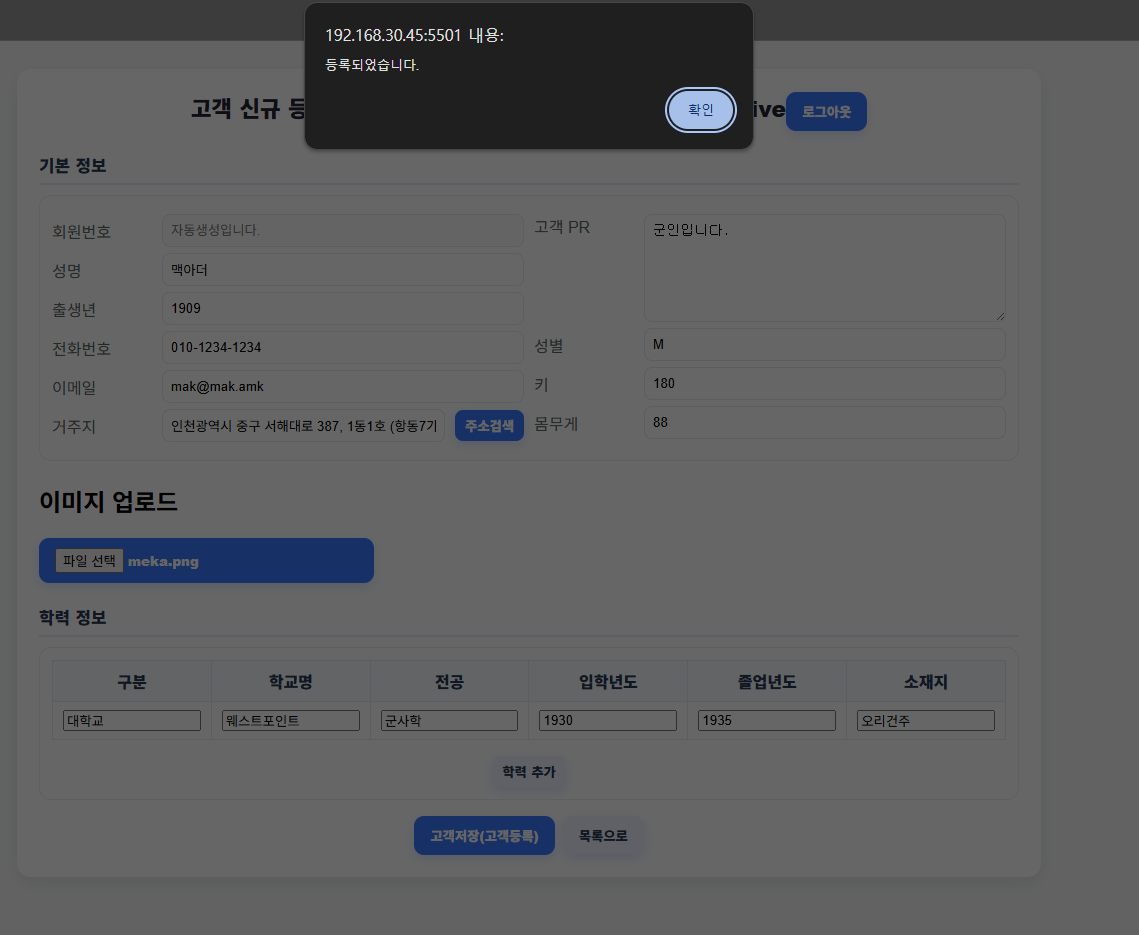 192.168.30.45:5501 내용:
등록되었습니다.
확인
고객 신규 등
ive
로그아웃
기본 정보
회원번호 자동생성입니다.
고객 PR 군인입니다.
성명 맥아더
출생년 1909
전화번호 010-1234-1234
성별 M
이메일 mak@mak.amk
키 180
거주지 인천광역시 중구 서해대로 387, 1동1호 (항동7가 주소검색
몸무게 88
이미지 업로드
파일 선택 meka.png
학력 정보
구분 학교명 전공 입학년도 졸업년도 소재지
대학교 웨스트포인트 군사학 1930 1935 오리건주
학력 추가
고객저장(고객등록) 목록으로